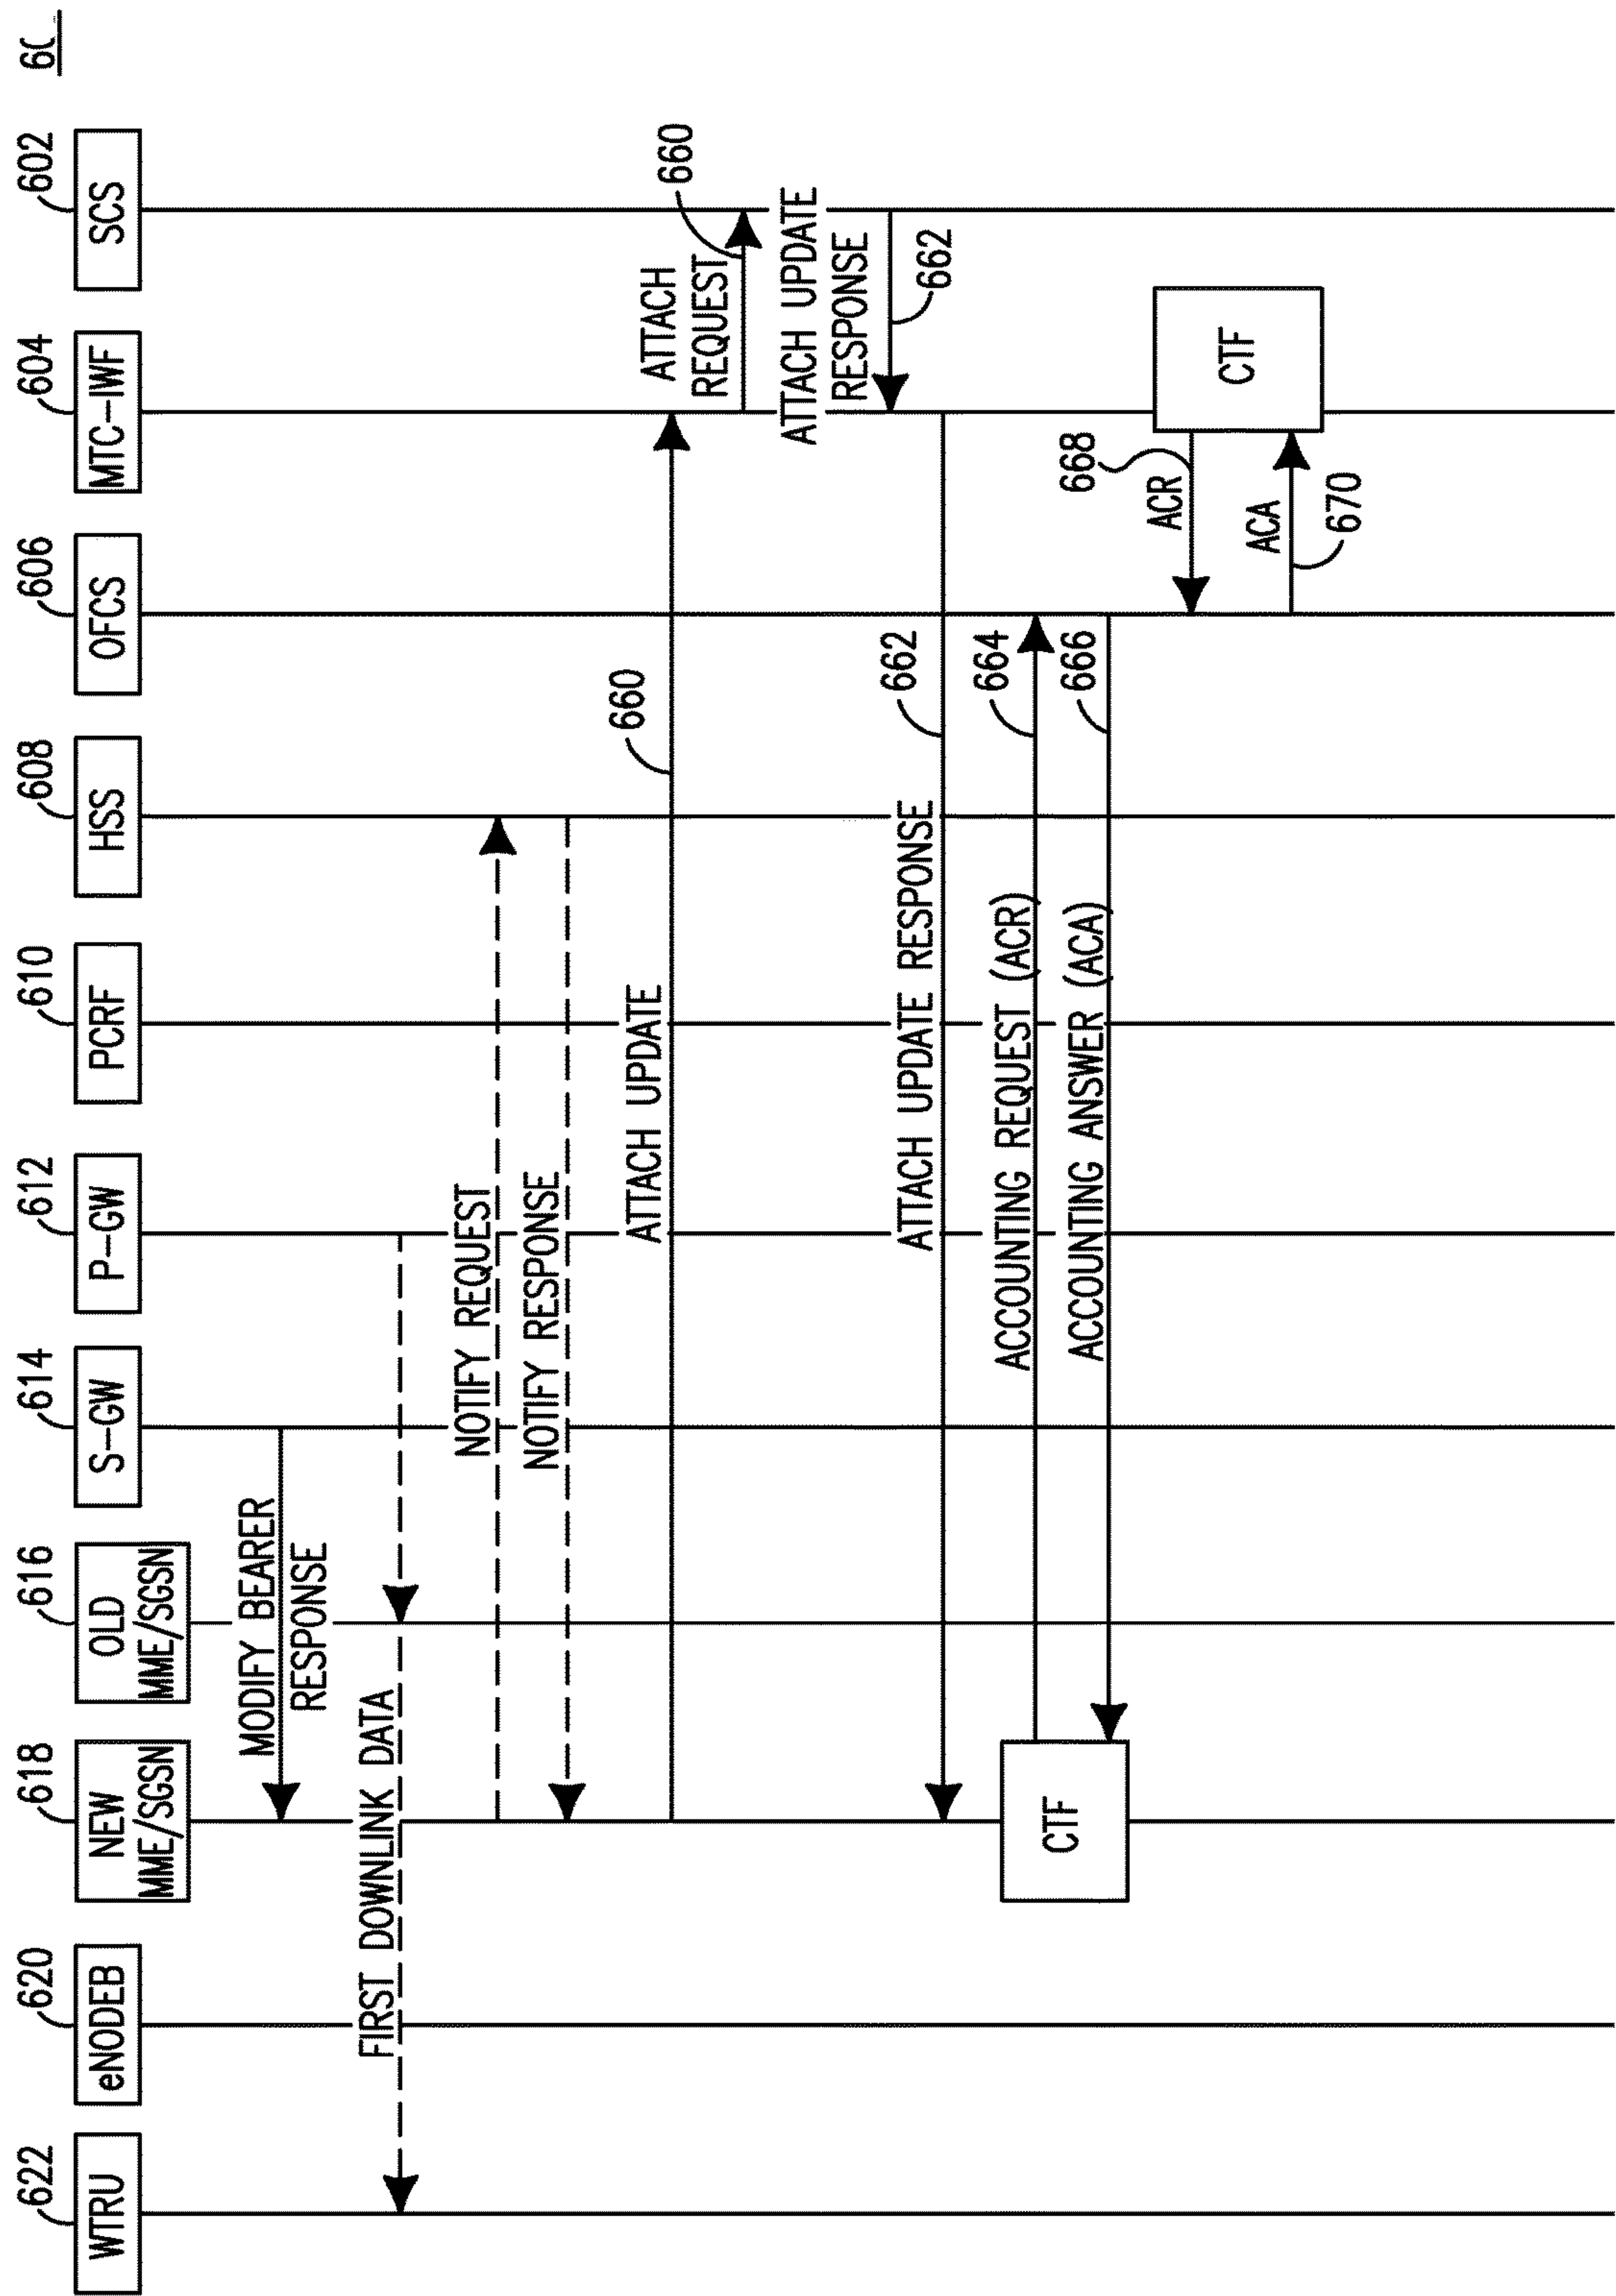 622
620
618
616
614
612
610
608
606
604
602
WTRU
eNODEB
NEW
MME/SGSN
OLD
MME/SGSN
S-GW
P-GW
PCRF
HSS
OFCS
MTC-IWF
SCS
MODIFY BEARER
RESPONSE
FIRST DOWNLINK DATA
NOTIFY REQUEST
NOTIFY RESPONSE
ATTACH UPDATE
660
ATTACH
REQUEST
660
ATTACH UPDATE
RESPONSE
662
ATTACH UPDATE RESPONSE
662
CTF
ACCOUNTING REQUEST (ACR)
664
ACCOUNTING ANSWER (ACA)
666
CTF
ACR
668
ACA
670